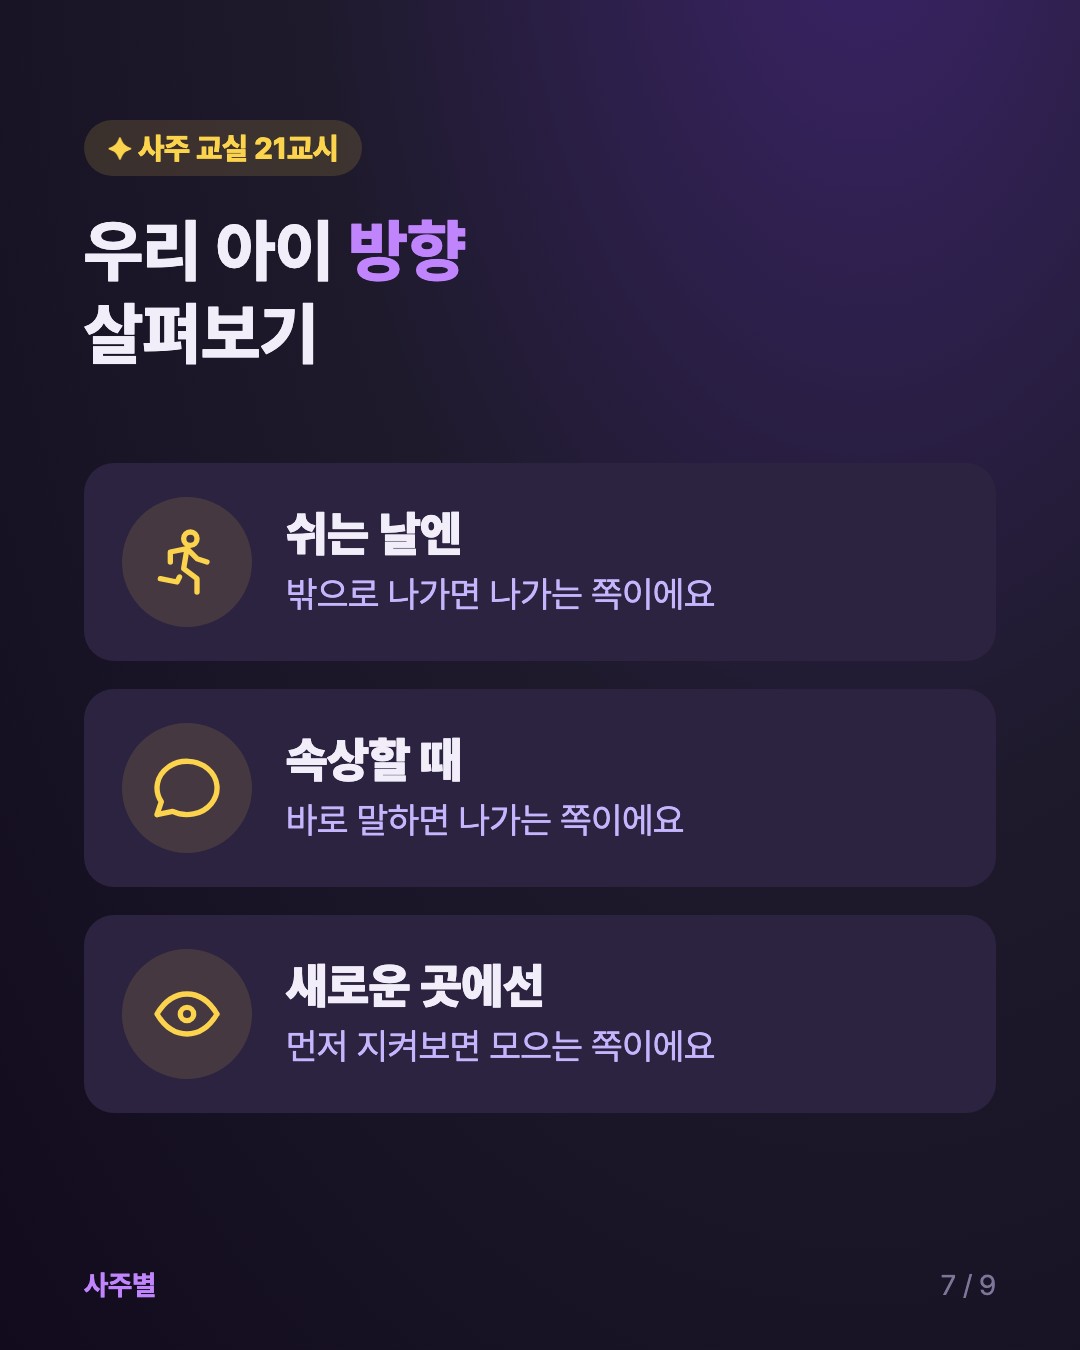 ✦ 사주 교실 21교시
우리 아이 방향
살펴보기
쉬는 날엔
밖으로 나가면 나가는 쪽이에요
속상할 때
바로 말하면 나가는 쪽이에요
새로운 곳에선
먼저 지켜보면 모으는 쪽이에요
사주별
7 / 9